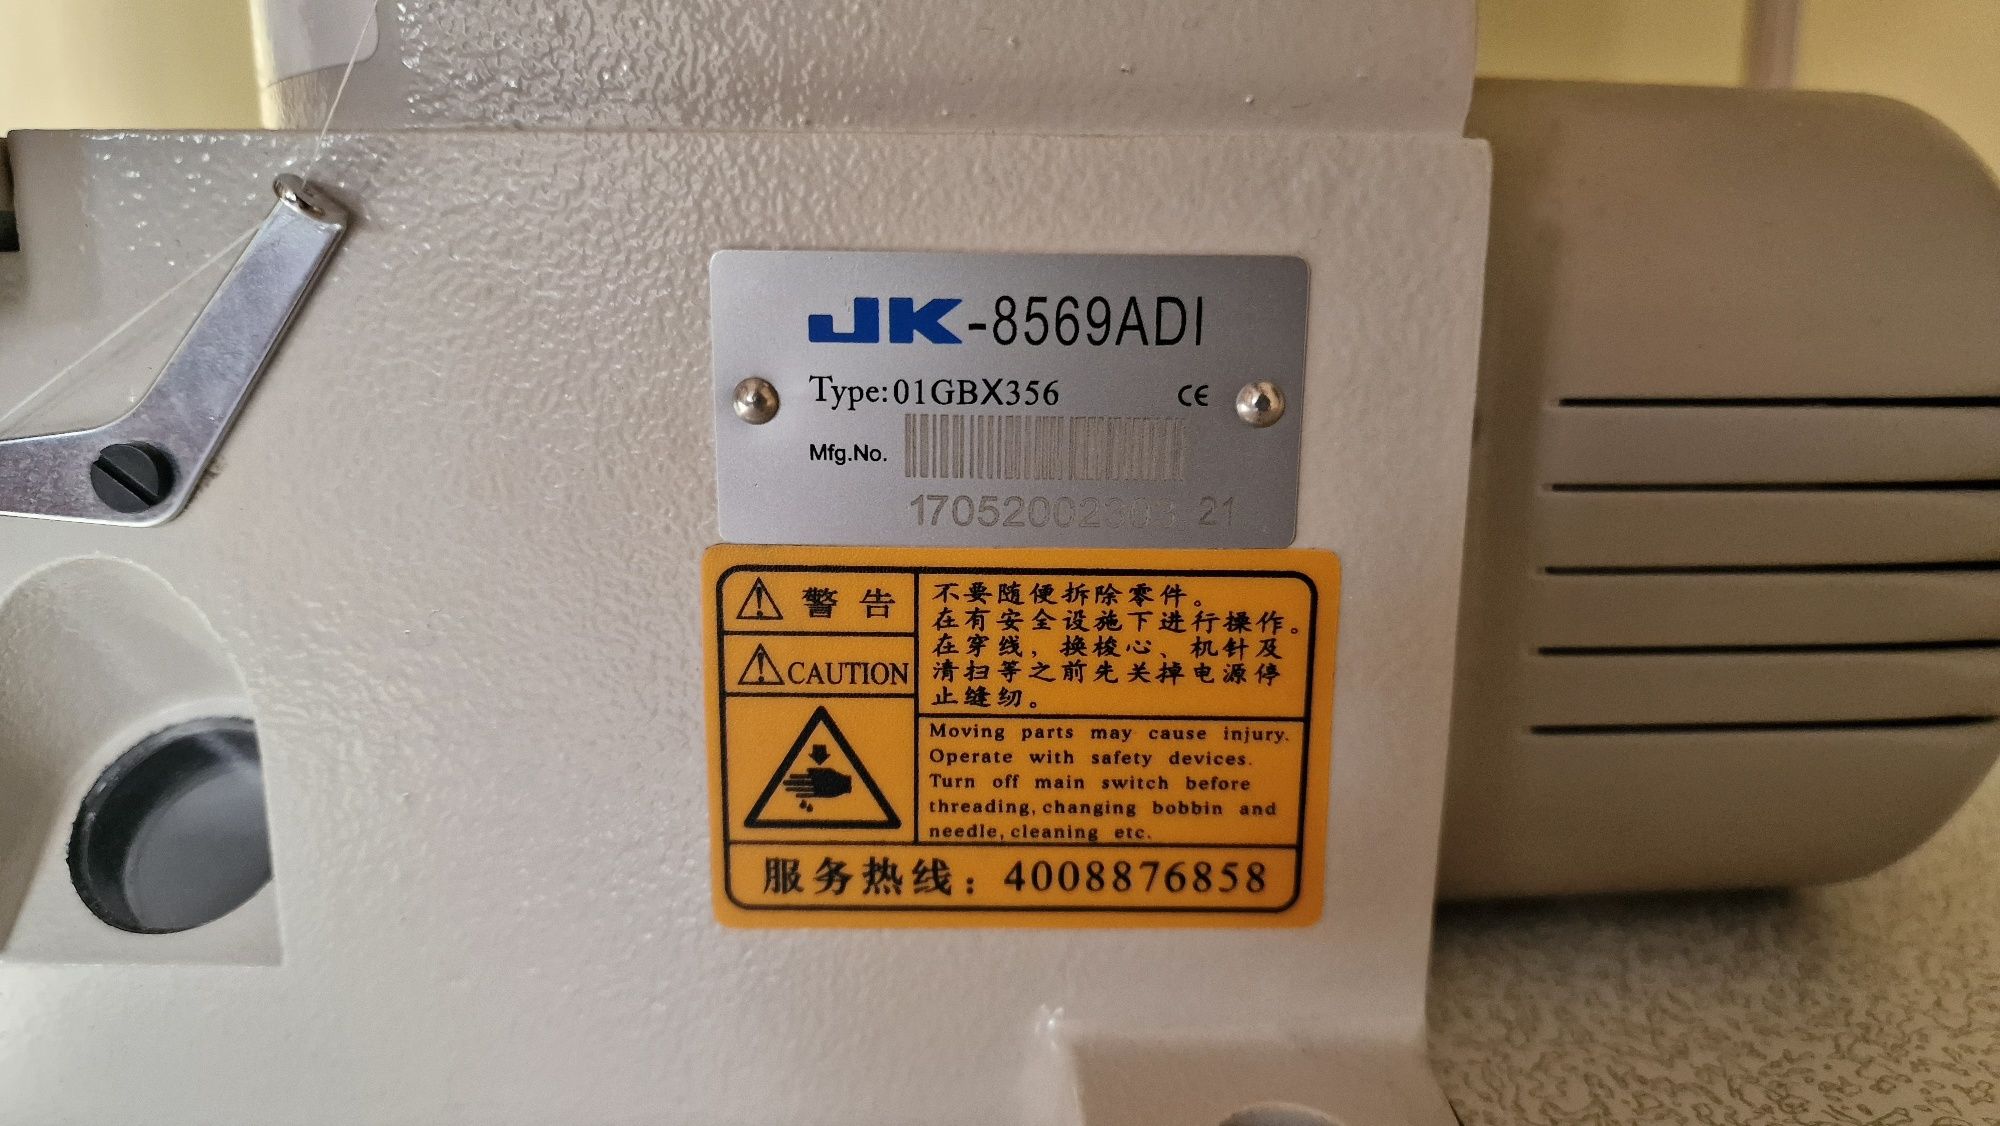 JK-8569ADI
Type:01GBX356 CE
Mfg.No.
17052002303 21
警告
CAUTION
不要随便拆除零件。
在有安全设施下进行操作。
在穿线，换梭心、机针及
清扫等之前先关掉电源停
止缝纫。
Moving parts may cause injury.
Operate with safety devices.
Turn off main switch before
threading, changing bobbin and
needle, cleaning etc.
服务热线：4008876858